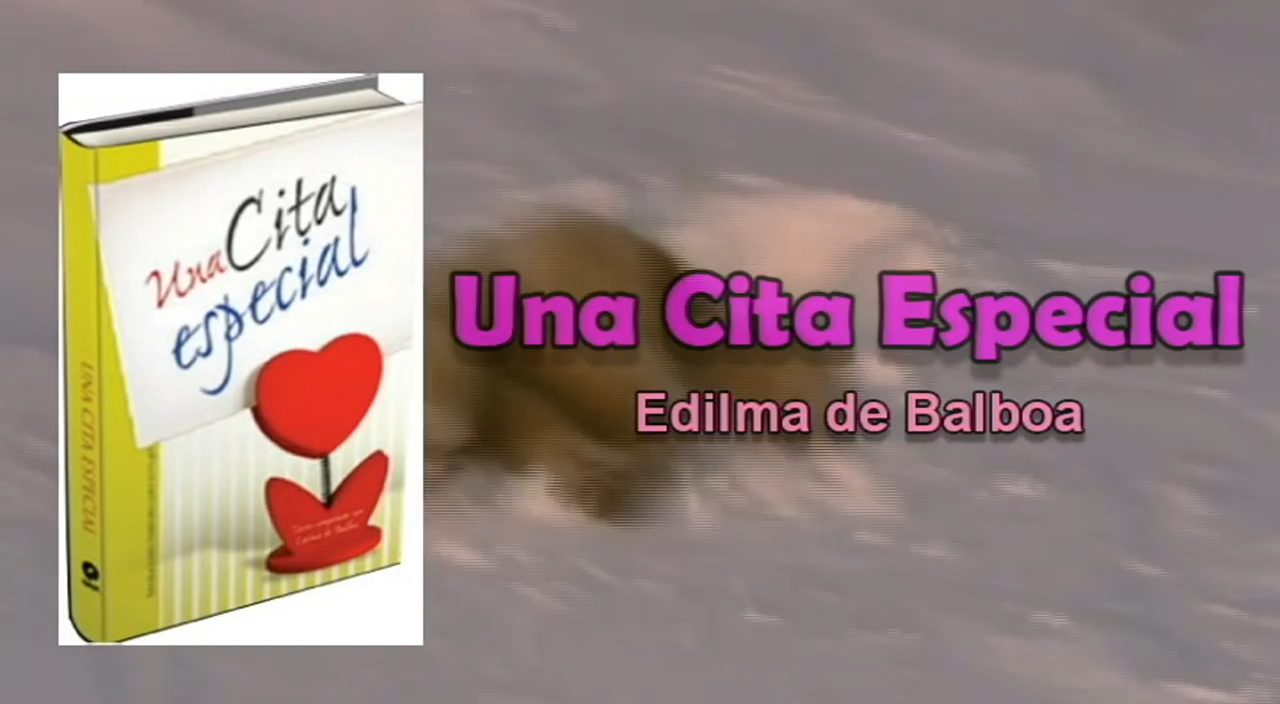 Una Cita
especial
UNA CITA ESPECIAL
Una Cita Especial
Edilma de Balboa